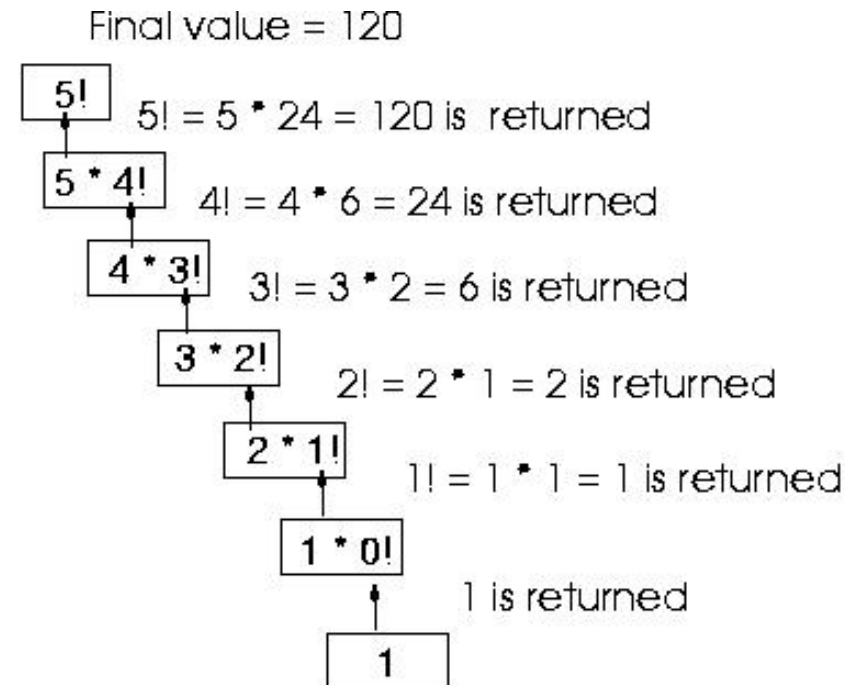 Final value = 120
5!
5! = 5 * 24 = 120 is returned
5 * 4!
4! = 4 * 6 = 24 is returned
4 * 3!
3! = 3 * 2 = 6 is returned
3 * 2!
2! = 2 * 1 = 2 is returned
2 * 1!
1! = 1 * 1 = 1 is returned
1 * 0!
1 is returned
1